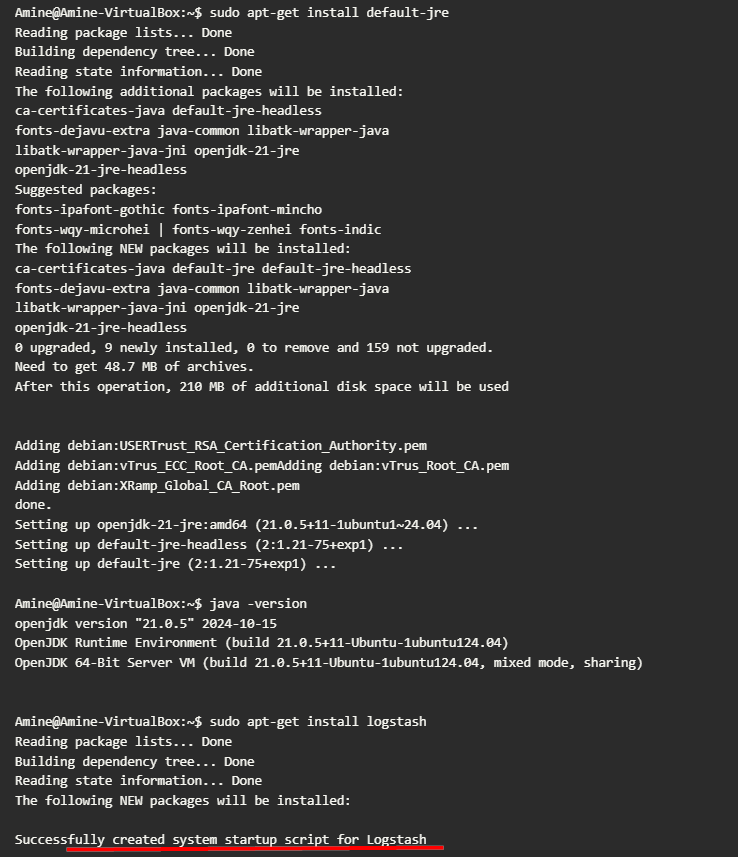 Amine@Amine-VirtualBox:~$ sudo apt-get install default-jre
Reading package lists... Done
Building dependency tree... Done
Reading state information... Done
The following additional packages will be installed:
ca-certificates-java default-jre-headless
fonts-dejavu-extra java-common libatk-wrapper-java
libatk-wrapper-java-jni openjdk-21-jre
openjdk-21-jre-headless
Suggested packages:
fonts-ipafont-gothic fonts-ipafont-mincho
fonts-wqy-microhei | fonts-wqy-zenhei fonts-indic
The following NEW packages will be installed:
ca-certificates-java default-jre default-jre-headless
fonts-dejavu-extra java-common libatk-wrapper-java
libatk-wrapper-java-jni openjdk-21-jre
openjdk-21-jre-headless
0 upgraded, 9 newly installed, 0 to remove and 159 not upgraded.
Need to get 48.7 MB of archives.
After this operation, 210 MB of additional disk space will be used
Adding debian:USERTrust_RSA_Certification_Authority.pem
Adding debian:vTrus_ECC_Root_CA.pemAdding debian:vTrus_Root_CA.pem
Adding debian:XRamp_Global_CA_Root.pem
done.
Setting up openjdk-21-jre:amd64 (21.0.5+11-1ubuntu1~24.04) ...
Setting up default-jre-headless (2:1.21-75+exp1) ...
Setting up default-jre (2:1.21-75+exp1) ...
Amine@Amine-VirtualBox:~$ java -version
openjdk version "21.0.5" 2024-10-15
OpenJDK Runtime Environment (build 21.0.5+11-Ubuntu-1ubuntu124.04)
OpenJDK 64-Bit Server VM (build 21.0.5+11-Ubuntu-1ubuntu124.04, mixed mode, sharing)
Amine@Amine-VirtualBox:~$ sudo apt-get install logstash
Reading package lists... Done
Building dependency tree... Done
Reading state information... Done
The following NEW packages will be installed:
Successfully created system startup script for Logstash